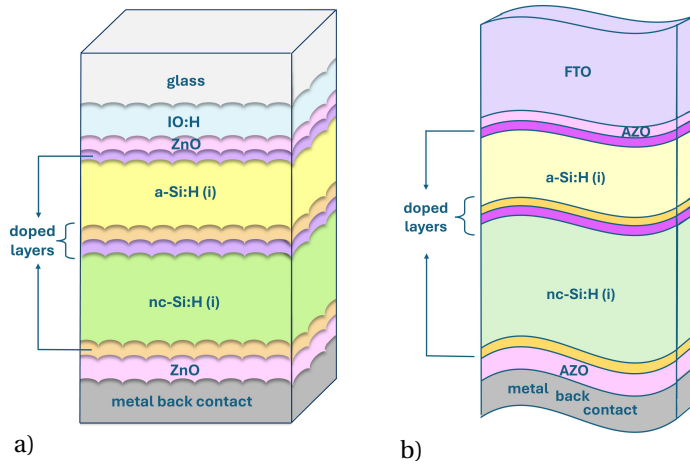 glass
IO:H
ZnO
a-Si:H (i)
doped
layers
nc-Si:H (i)
ZnO
metal back contact
a)
FTO
AZO
a-Si:H (i)
doped
layers
nc-Si:H (i)
AZO
metal back contact
b)